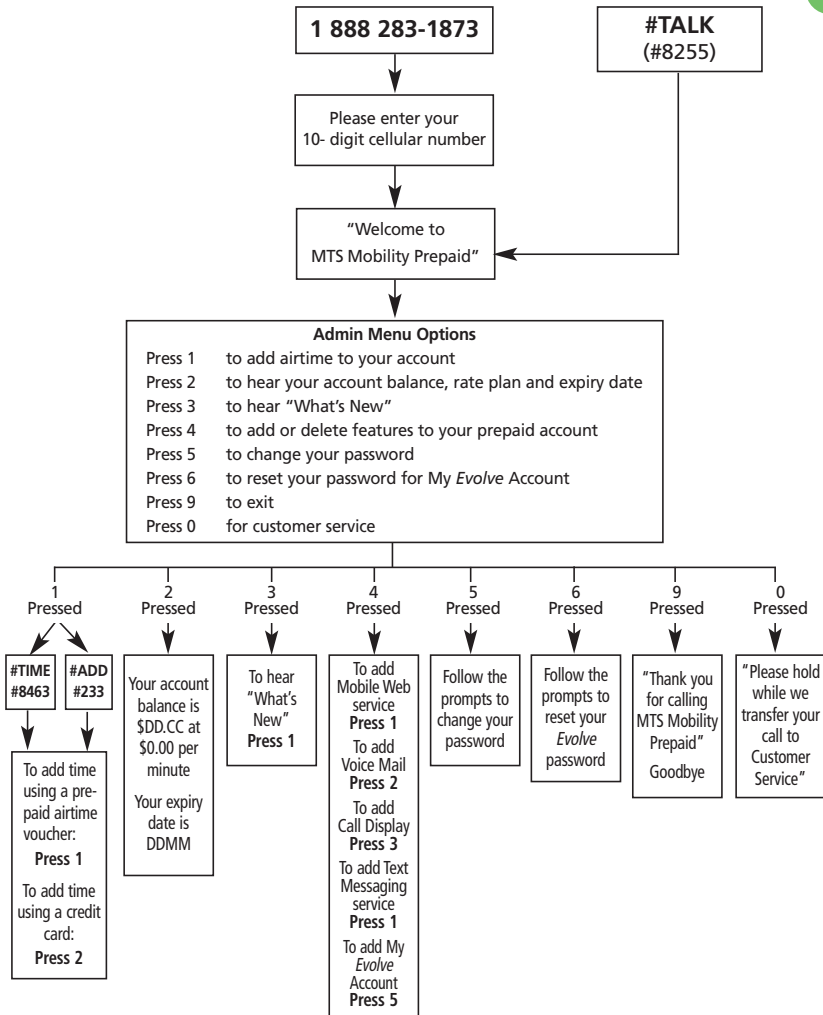 1 888 283-1873
#TALK
(#8255)
Please enter your
10- digit cellular number
“Welcome to
MTS Mobility Prepaid”
Admin Menu Options
Press 1 to add airtime to your account
Press 2 to hear your account balance, rate plan and expiry date
Press 3 to hear “What’s New”
Press 4 to add or delete features to your prepaid account
Press 5 to change your password
Press 6 to reset your password for My Evolve Account
Press 9 to exit
Press 0 for customer service
1
Pressed
2
Pressed
3
Pressed
4
Pressed
5
Pressed
6
Pressed
9
Pressed
0
Pressed
#TIME
#8463
#ADD
#233
To add time
using a pre-
paid airtime
voucher:
Press 1
To add time
using a credit
card:
Press 2
Your account
balance is
$DD.CC at
$0.00 per
minute
Your expiry
date is
DDMM
To hear
“What’s
New”
Press 1
To add
Mobile Web
service
Press 1
To add
Voice Mail
Press 2
To add
Call Display
Press 3
To add Text
Messaging
service
Press 1
To add My
Evolve
Account
Press 5
Follow the
prompts to
change your
password
Follow the
prompts to
reset your
Evolve
password
“Thank you
for calling
MTS Mobility
Prepaid”
Goodbye
“Please hold
while we
transfer your
call to
Customer
Service”